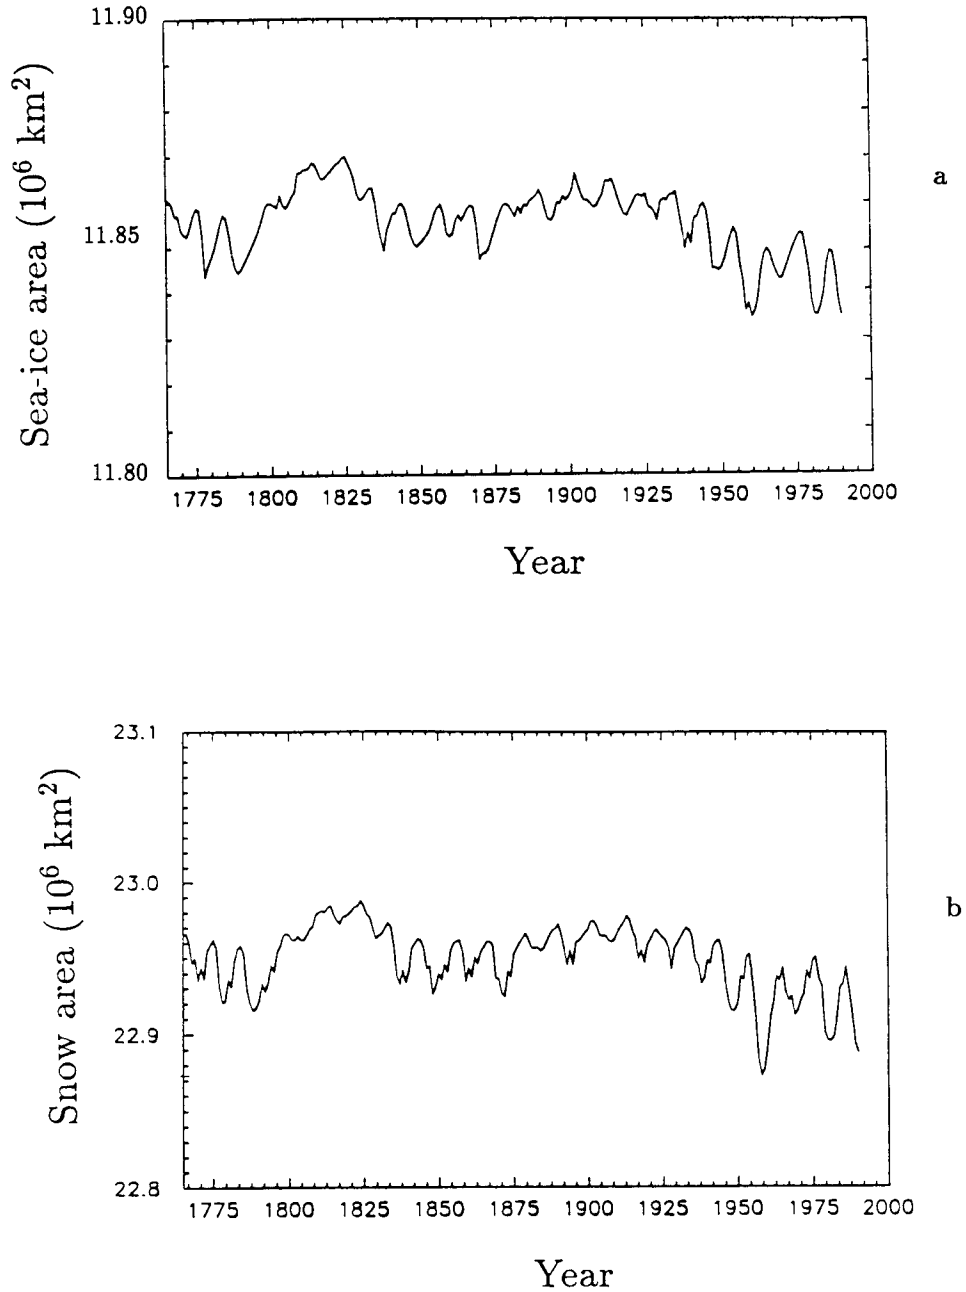 11.90
11.85
11.80
Sea-ice area (10⁶ km²)
1775 1800 1825 1850 1875 1900 1925 1950 1975 2000
Year
a
23.1
23.0
22.9
22.8
Snow area (10⁶ km²)
1775 1800 1825 1850 1875 1900 1925 1950 1975 2000
Year
b